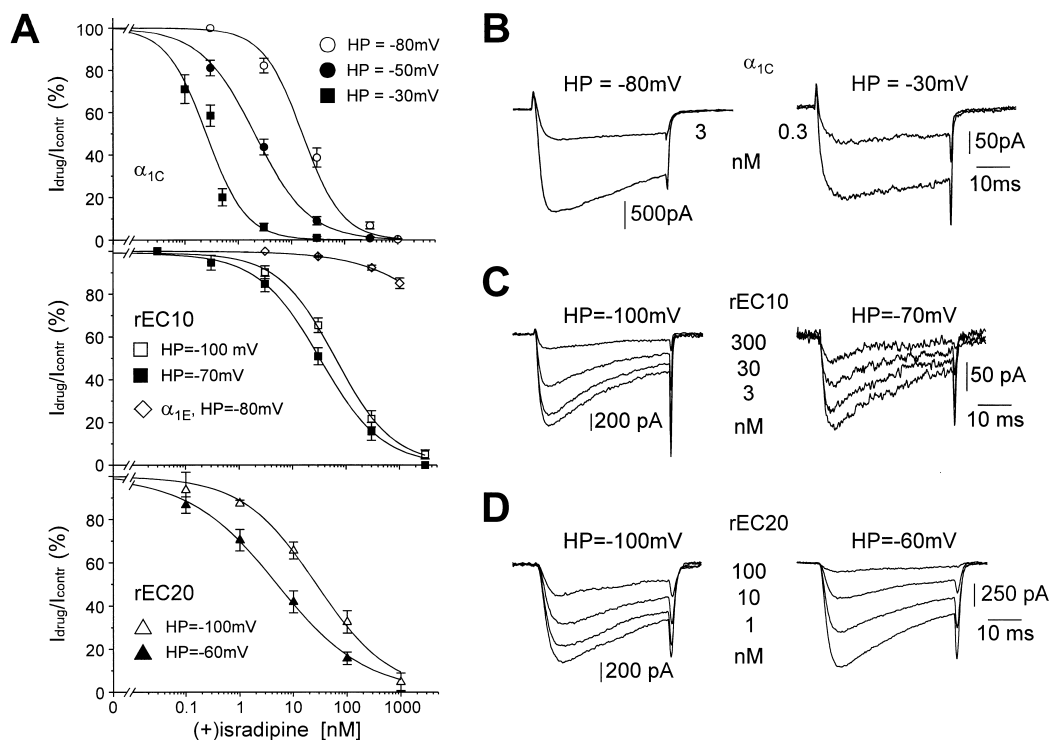 A
100
80
60
40
20
0
Idrug/Icontr (%)
HP = -80mV
HP = -50mV
HP = -30mV
α1C
80
60
40
20
0
Idrug/Icontr (%)
rEC10
HP=-100 mV
HP=-70mV
α1E, HP=-80mV
80
60
40
20
0
Idrug/Icontr (%)
rEC20
HP=-100mV
HP=-60mV
0 0.1 1 10 100 1000
(+)isradipine [nM]
B
α1C
HP = -80mV
HP = -30mV
3
0.3
nM
500pA
50pA
10ms
C
rEC10
HP=-100mV
HP=-70mV
300
30
3
nM
200 pA
50 pA
10 ms
D
rEC20
HP=-100mV
HP=-60mV
100
10
1
nM
200 pA
250 pA
10 ms